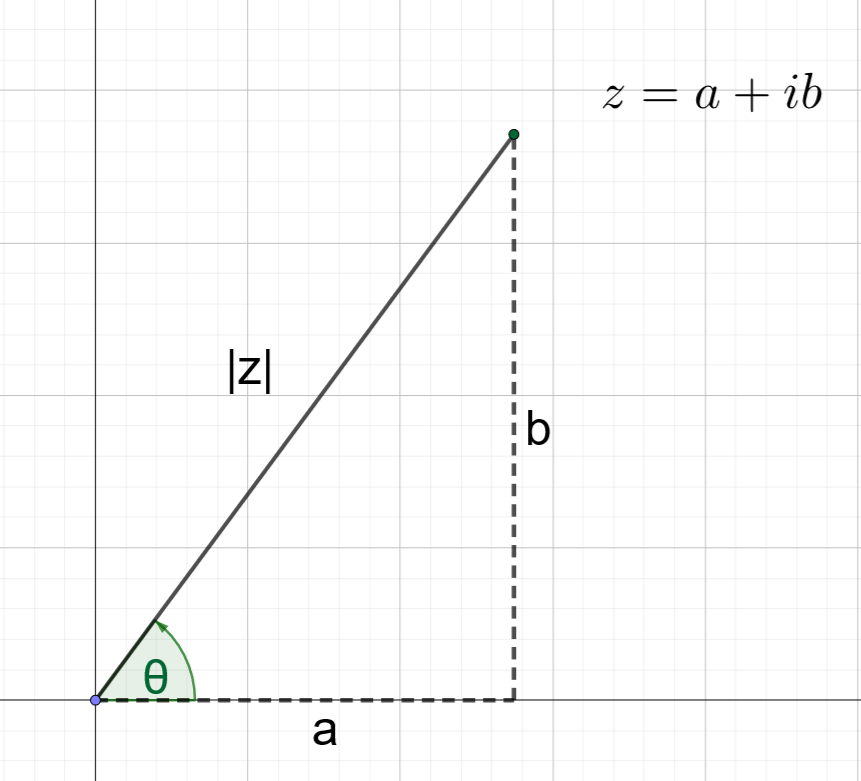 z = a + ib
|z|
b
θ
a